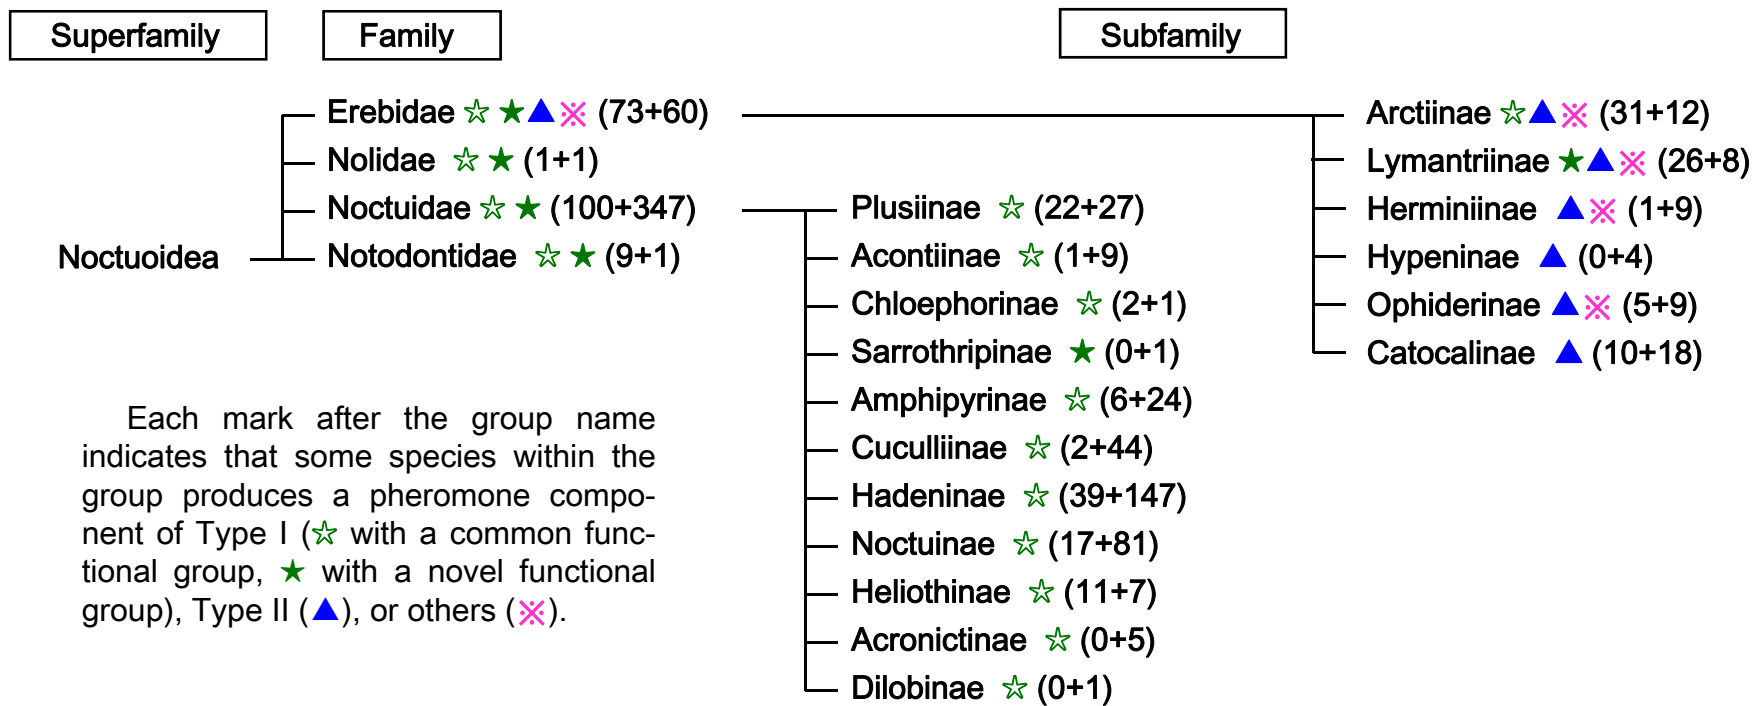 Superfamily
Family
Subfamily
Erebidae ☆ ★ ▲ ※ (73+60)
Nolidae ☆ ★ (1+1)
Noctuidae ☆ ★ (100+347)
Noctuoidea
Notodontidae ☆ ★ (9+1)
Plusiinae ☆ (22+27)
Acontiinae ☆ (1+9)
Chloephorinae ☆ (2+1)
Sarrothripinae ★ (0+1)
Amphipyrinae ☆ (6+24)
Cuculliinae ☆ (2+44)
Hadeninae ☆ (39+147)
Noctuinae ☆ (17+81)
Heliothinae ☆ (11+7)
Acronictinae ☆ (0+5)
Dilobinae ☆ (0+1)
Arctiinae ☆ ▲ ※ (31+12)
Lymantriinae ★ ▲ ※ (26+8)
Herminiinae ▲ ※ (1+9)
Hypeninae ▲ (0+4)
Ophiderinae ▲ ※ (5+9)
Catocalinae ▲ (10+18)
Each mark after the group name
indicates that some species within the
group produces a pheromone compo-
nent of Type I (☆ with a common func-
tional group, ★ with a novel functional
group), Type II (▲), or others (※).